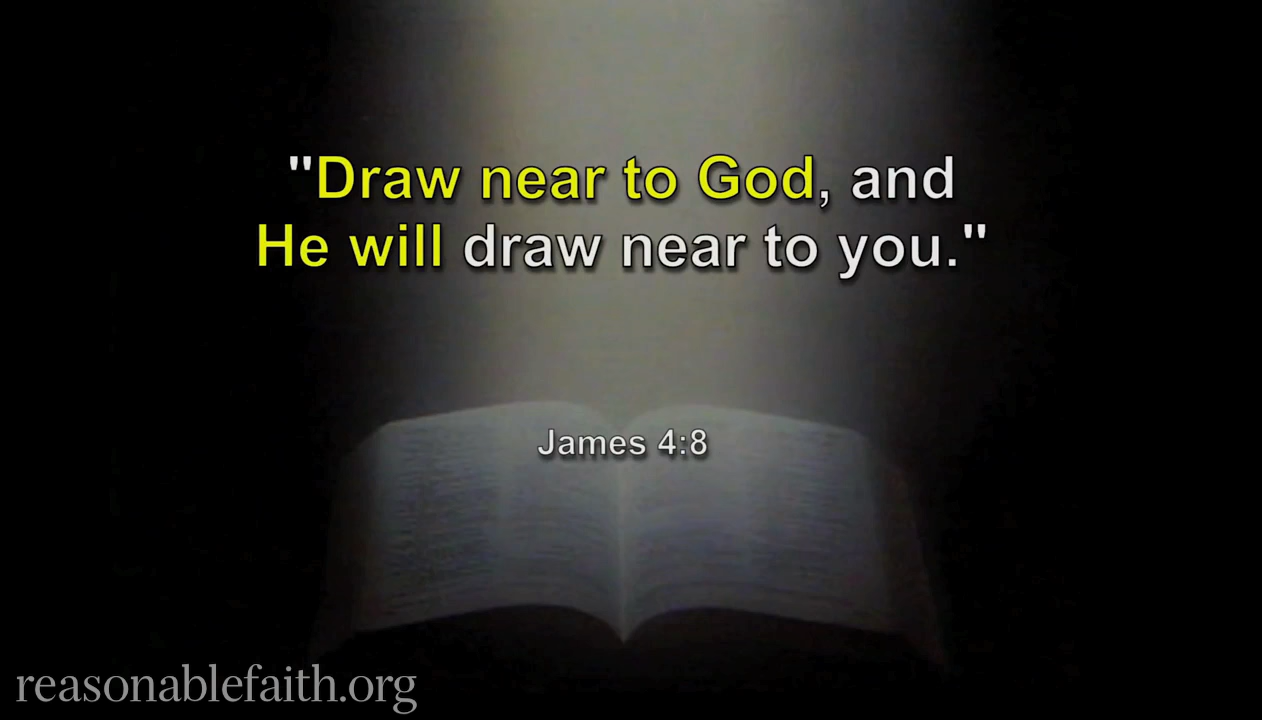 "Draw near to God, and
He will draw near to you."
James 4:8
reasonablefaith.org